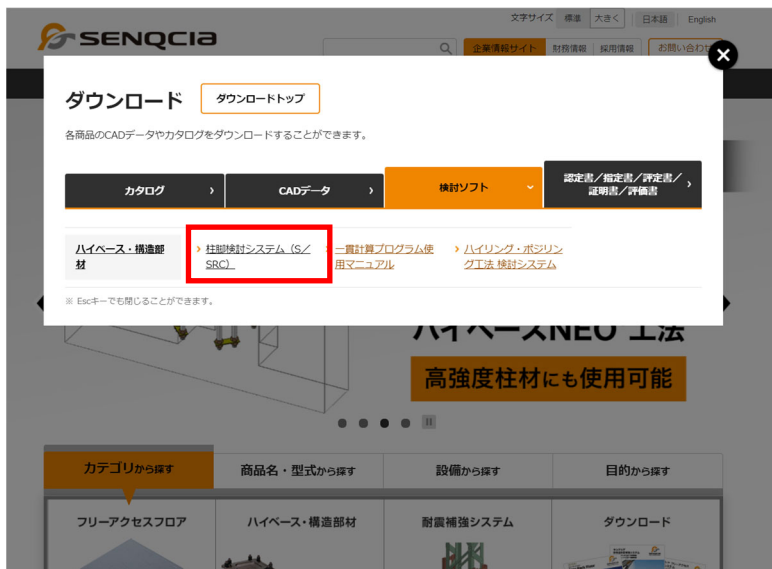 文字サイズ 標準 大きく 日本語 English
SENQCIA
企業情報サイト 財務情報 採用情報 お問い合わせ
ダウンロード ダウンロードトップ
各商品のCADデータやカタログをダウンロードすることができます。
カタログ › CADデータ › 検討ソフト 認定書／指定書／評定書／ ›
証明書／評価書
ハイベース・構造部 › 柱脚検討システム（S／ › 一貫計算プログラム使 › ハイリング・ポジリン
材 SRC） 用マニュアル グ工法 検討システム
※ Escキーでも閉じることができます。
ハイベースNEO 工法
高強度柱材にも使用可能
カテゴリから探す 商品名・型式から探す 設備から探す 目的から探す
フリーアクセスフロア ハイベース・構造部材 耐震補強システム ダウンロード